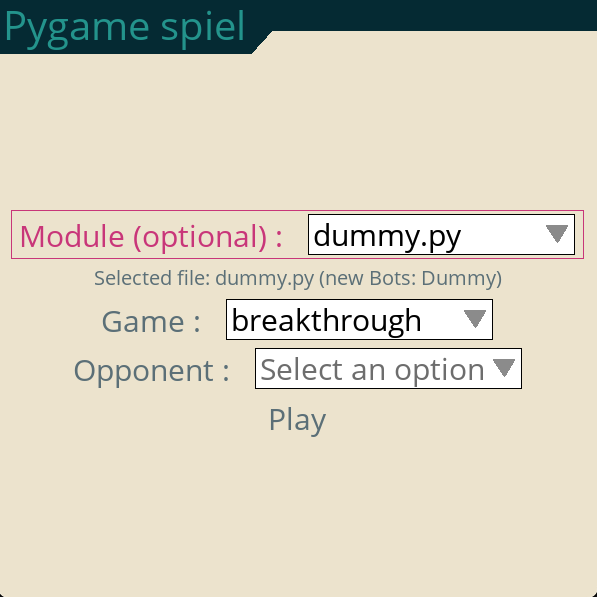 Pygame spiel
Module (optional) : dummy.py
Selected file: dummy.py (new Bots: Dummy)
Game : breakthrough
Opponent : Select an option
Play